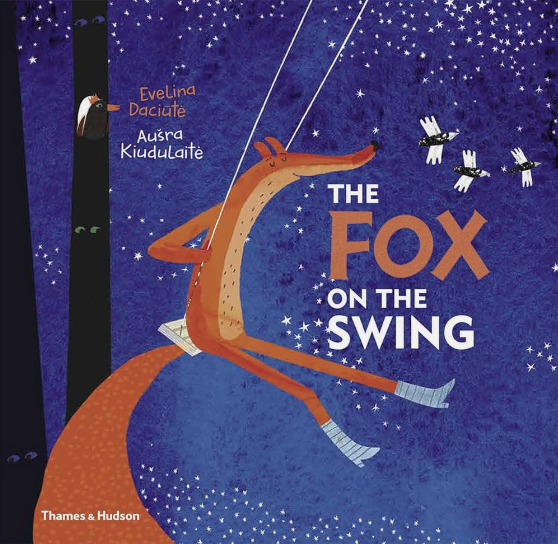 Evelina
Daciūtė
Aušra
Kiudulaitė
THE
FOX
ON THE
SWING
Thames & Hudson